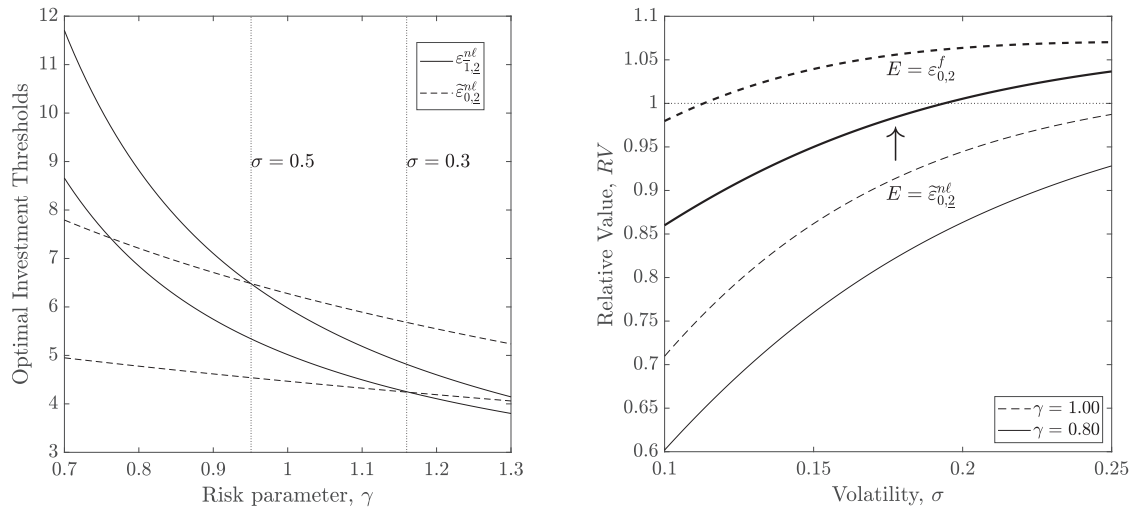 12
11
10
9
8
7
6
5
4
3
0.7
0.8
0.9
1
1.1
1.2
1.3
Optimal Investment Thresholds
Risk parameter, γ
ε^{nℓ}_{1,2}
ε̃^{nℓ}_{0,2}
σ = 0.5
σ = 0.3
1.1
1.05
1
0.95
0.9
0.85
0.8
0.75
0.7
0.65
0.6
0.1
0.15
0.2
0.25
Relative Value, RV
Volatility, σ
E = ε^{f}_{0,2}
E = ε̃^{nℓ}_{0,2}
γ = 1.00
γ = 0.80